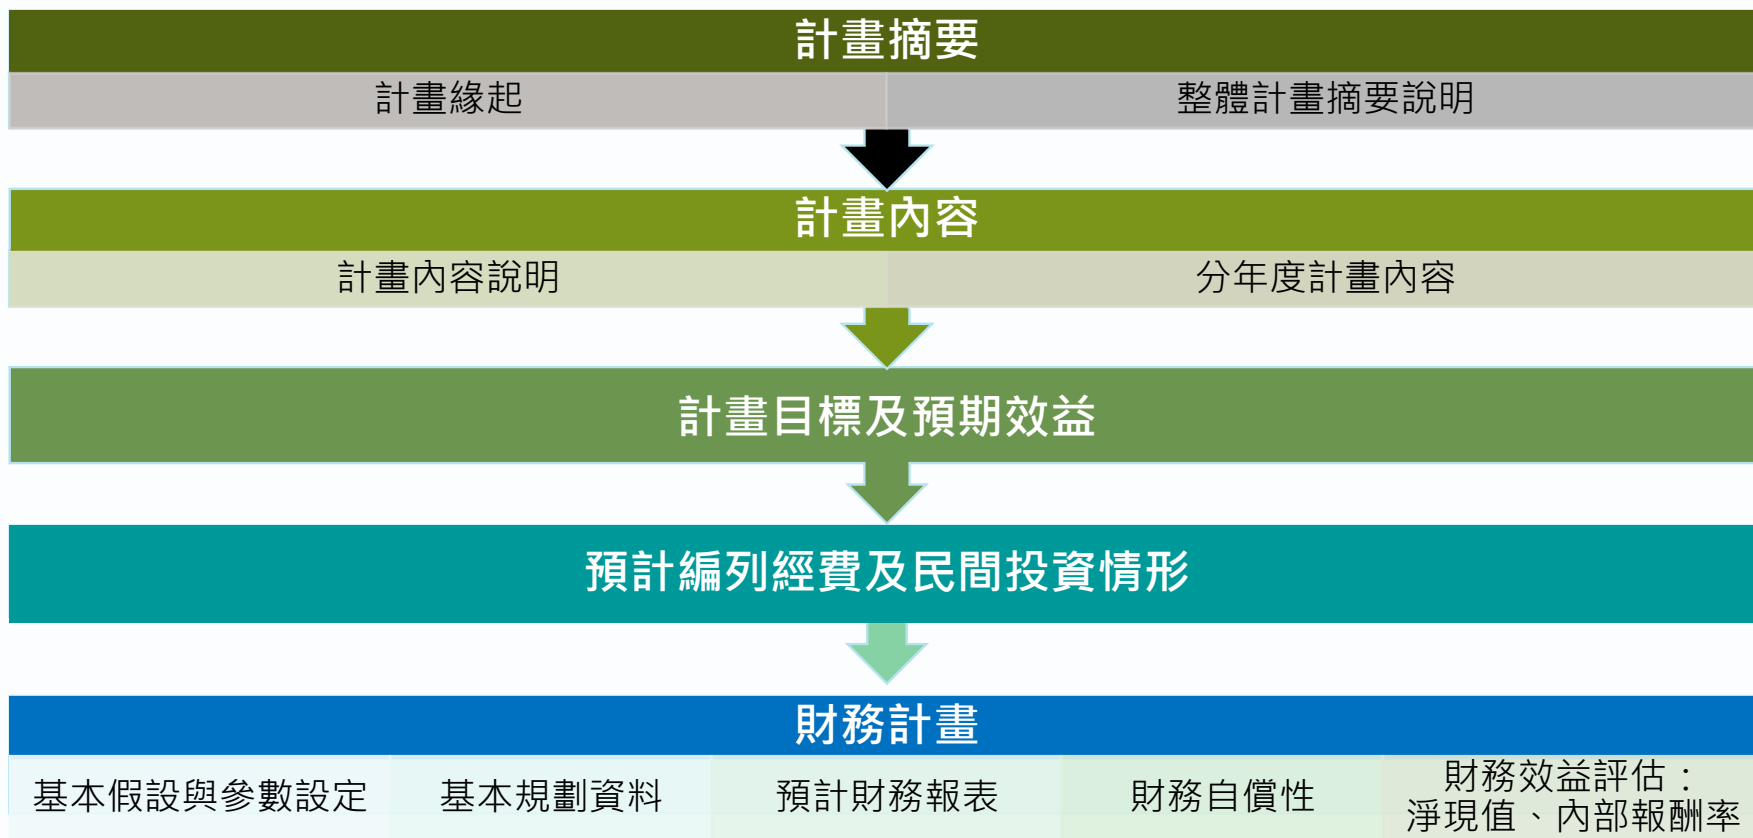 計畫摘要
計畫緣起
整體計畫摘要說明
計畫內容
計畫內容說明
分年度計畫內容
計畫目標及預期效益
預計編列經費及民間投資情形
財務計畫
基本假設與參數設定
基本規劃資料
預計財務報表
財務自償性
財務效益評估：
淨現值、內部報酬率